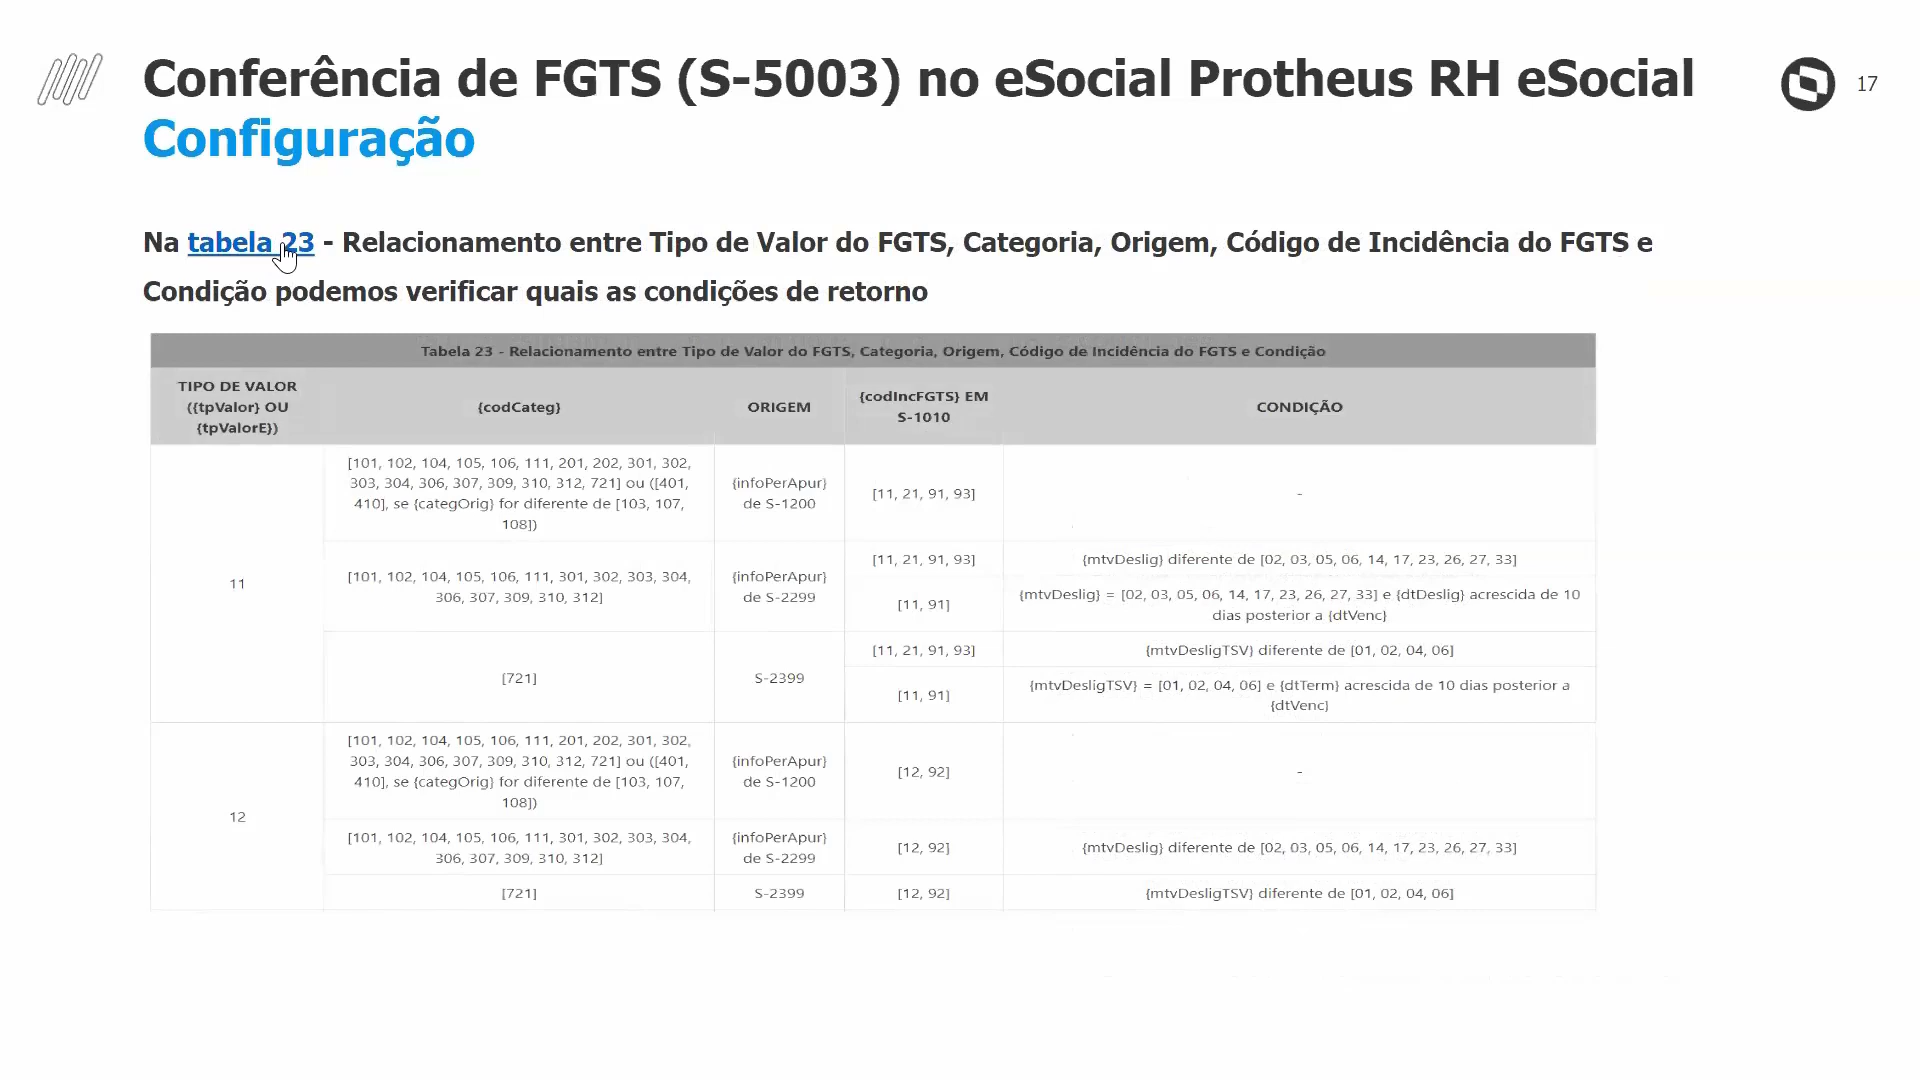 Conferência de FGTS (S-5003) no eSocial Protheus RH eSocial
Configuração
17
Na tabela 23 - Relacionamento entre Tipo de Valor do FGTS, Categoria, Origem, Código de Incidência do FGTS e
Condição podemos verificar quais as condições de retorno
Tabela 23 - Relacionamento entre Tipo de Valor do FGTS, Categoria, Origem, Código de Incidência do FGTS e Condição
TIPO DE VALOR
({tpValor} OU
{tpValorE})
{codCateg}
ORIGEM
{codIncFGTS} EM
S-1010
CONDIÇÃO
11
[101, 102, 104, 105, 106, 111, 201, 202, 301, 302,
303, 304, 306, 307, 309, 310, 312, 721] ou ([401,
410], se {categOrig} for diferente de [103, 107,
108])
{infoPerApur}
de S-1200
[11, 21, 91, 93]
-
[101, 102, 104, 105, 106, 111, 301, 302, 303, 304,
306, 307, 309, 310, 312]
{infoPerApur}
de S-2299
[11, 21, 91, 93]
{mtvDeslig} diferente de [02, 03, 05, 06, 14, 17, 23, 26, 27, 33]
[11, 91]
{mtvDeslig} = [02, 03, 05, 06, 14, 17, 23, 26, 27, 33] e {dtDeslig} acrescida de 10
dias posterior a {dtVenc}
[721]
S-2399
[11, 21, 91, 93]
{mtvDesligTSV} diferente de [01, 02, 04, 06]
[11, 91]
{mtvDesligTSV} = [01, 02, 04, 06] e {dtTerm} acrescida de 10 dias posterior a
{dtVenc}
12
[101, 102, 104, 105, 106, 111, 201, 202, 301, 302,
303, 304, 306, 307, 309, 310, 312, 721] ou ([401,
410], se {categOrig} for diferente de [103, 107,
108])
{infoPerApur}
de S-1200
[12, 92]
-
[101, 102, 104, 105, 106, 111, 301, 302, 303, 304,
306, 307, 309, 310, 312]
{infoPerApur}
de S-2299
[12, 92]
{mtvDeslig} diferente de [02, 03, 05, 06, 14, 17, 23, 26, 27, 33]
[721]
S-2399
[12, 92]
{mtvDesligTSV} diferente de [01, 02, 04, 06]